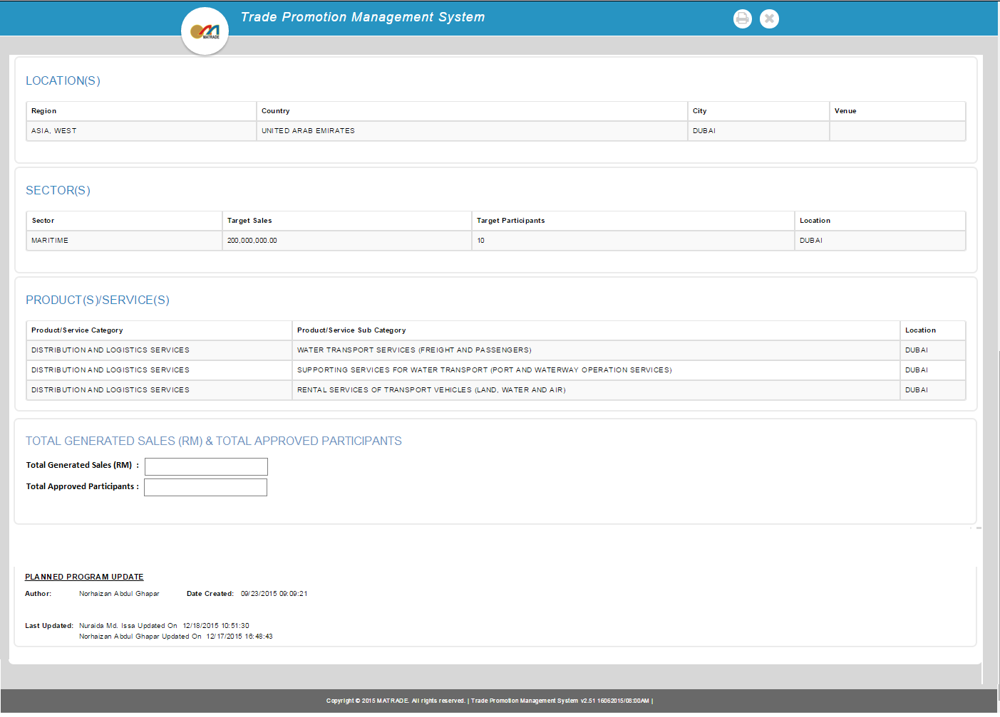 Trade Promotion Management System
MATRADE
LOCATION(S)
Region Country City Venue
ASIA, WEST UNITED ARAB EMIRATES DUBAI
SECTOR(S)
Sector Target Sales Target Participants Location
MARITIME 200,000,000.00 10 DUBAI
PRODUCT(S)/SERVICE(S)
Product/Service Category Product/Service Sub Category Location
DISTRIBUTION AND LOGISTICS SERVICES WATER TRANSPORT SERVICES (FREIGHT AND PASSENGERS) DUBAI
DISTRIBUTION AND LOGISTICS SERVICES SUPPORTING SERVICES FOR WATER TRANSPORT (PORT AND WATERWAY OPERATION SERVICES) DUBAI
DISTRIBUTION AND LOGISTICS SERVICES RENTAL SERVICES OF TRANSPORT VEHICLES (LAND, WATER AND AIR) DUBAI
TOTAL GENERATED SALES (RM) & TOTAL APPROVED PARTICIPANTS
Total Generated Sales (RM) :
Total Approved Participants :
PLANNED PROGRAM UPDATE
Author: Norhaizan Abdul Ghapar Date Created: 09/23/2015 09:09:21
Last Updated: Nuraida Md. Issa Updated On 12/18/2015 10:51:30
Norhaizan Abdul Ghapar Updated On 12/17/2015 16:48:43
Copyright © 2015 MATRADE. All rights reserved. | Trade Promotion Management System v2.51 16062015/08:00AM |